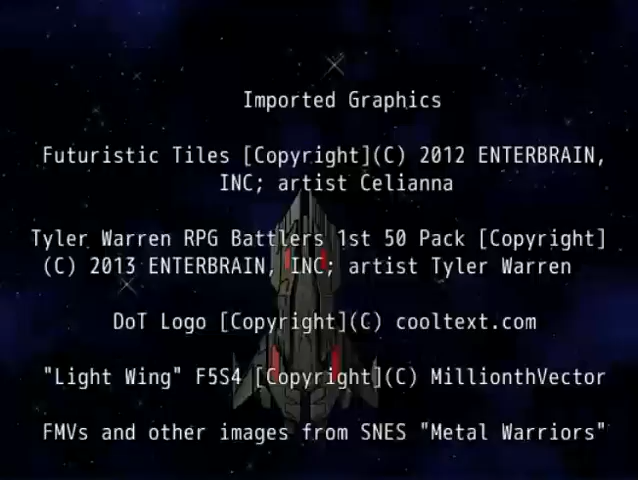 Imported Graphics
Futuristic Tiles [Copyright](C) 2012 ENTERBRAIN,
INC; artist Celianna
Tyler Warren RPG Battlers 1st 50 Pack [Copyright]
(C) 2013 ENTERBRAIN, INC; artist Tyler Warren
DoT Logo [Copyright](C) cooltext.com
"Light Wing" F5S4 [Copyright](C) MillionthVector
FMVs and other images from SNES "Metal Warriors"